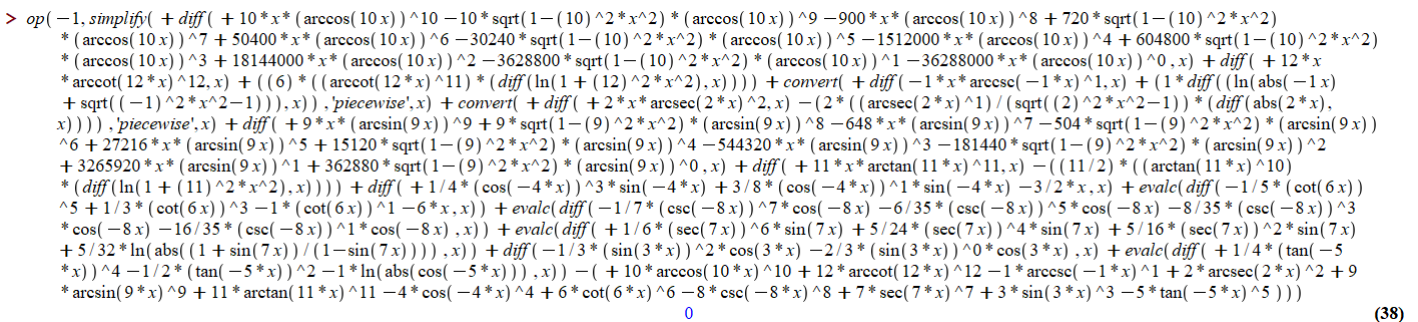 > op(−1, simplify( + diff( + 10*x*(arccos(10 x))^10 −10*sqrt(1−(10)^2*x^2)*(arccos(10 x))^9 −900*x*(arccos(10 x))^8 + 720*sqrt(1−(10)^2*x^2)
*(arccos(10 x))^7 + 50400*x*(arccos(10 x))^6 −30240*sqrt(1−(10)^2*x^2)*(arccos(10 x))^5 −1512000*x*(arccos(10 x))^4 + 604800*sqrt(1−(10)^2*x^2)
*(arccos(10 x))^3 + 18144000*x*(arccos(10 x))^2 −3628800*sqrt(1−(10)^2*x^2)*(arccos(10 x))^1 −36288000*x*(arccos(10 x))^0, x) + diff( + 12*x
*arccot(12*x)^12, x) + ((6)*((arccot(12*x)^11)*(diff(ln(1 + (12)^2*x^2), x)))) + convert( + diff( −1*x*arccsc(−1*x)^1, x) + (1*diff((ln(abs(−1 x)
+ sqrt((−1)^2*x^2−1))), x)), 'piecewise', x) + convert( + diff( + 2*x*arcsec(2*x)^2, x) −(2*((arcsec(2*x)^1)/(sqrt((2)^2*x^2−1))*(diff(abs(2*x),
x)))), 'piecewise', x) + diff( + 9*x*(arcsin(9 x))^9 + 9*sqrt(1−(9)^2*x^2)*(arcsin(9 x))^8 −648*x*(arcsin(9 x))^7 −504*sqrt(1−(9)^2*x^2)*(arcsin(9 x))
^6 + 27216*x*(arcsin(9 x))^5 + 15120*sqrt(1−(9)^2*x^2)*(arcsin(9 x))^4 −544320*x*(arcsin(9 x))^3 −181440*sqrt(1−(9)^2*x^2)*(arcsin(9 x))^2
+ 3265920*x*(arcsin(9 x))^1 + 362880*sqrt(1−(9)^2*x^2)*(arcsin(9 x))^0, x) + diff( + 11*x*arctan(11*x)^11, x) −((11/2)*((arctan(11*x)^10)
*(diff(ln(1 + (11)^2*x^2), x)))) + diff( + 1/4*(cos(−4*x))^3*sin(−4*x) + 3/8*(cos(−4*x))^1*sin(−4*x) −3/2*x, x) + evalc(diff( −1/5*(cot(6 x))
^5 + 1/3*(cot(6 x))^3 −1*(cot(6 x))^1 −6*x, x)) + evalc(diff( −1/7*(csc(−8 x))^7*cos(−8 x) −6/35*(csc(−8 x))^5*cos(−8 x) −8/35*(csc(−8 x))^3
*cos(−8 x) −16/35*(csc(−8 x))^1*cos(−8 x) , x)) + evalc(diff( + 1/6*(sec(7 x))^6*sin(7 x) + 5/24*(sec(7 x))^4*sin(7 x) + 5/16*(sec(7 x))^2*sin(7 x)
+ 5/32*ln(abs((1 + sin(7 x))/(1−sin(7 x)))) , x)) + diff( −1/3*(sin(3*x))^2*cos(3*x) −2/3*(sin(3*x))^0*cos(3*x) , x) + evalc(diff( + 1/4*(tan(−5
*x))^4 −1/2*(tan(−5*x))^2 −1*ln(abs(cos(−5*x))) , x)) −( + 10*arccos(10*x)^10 + 12*arccot(12*x)^12 −1*arccsc(−1*x)^1 + 2*arcsec(2*x)^2 + 9
*arcsin(9*x)^9 + 11*arctan(11*x)^11 −4*cos(−4*x)^4 + 6*cot(6*x)^6 −8*csc(−8*x)^8 + 7*sec(7*x)^7 + 3*sin(3*x)^3 −5*tan(−5*x)^5 )))
0 (38)